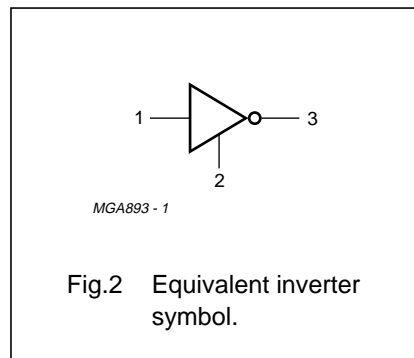 1
3
2
MGA893 - 1
Fig.2 Equivalent inverter
symbol.